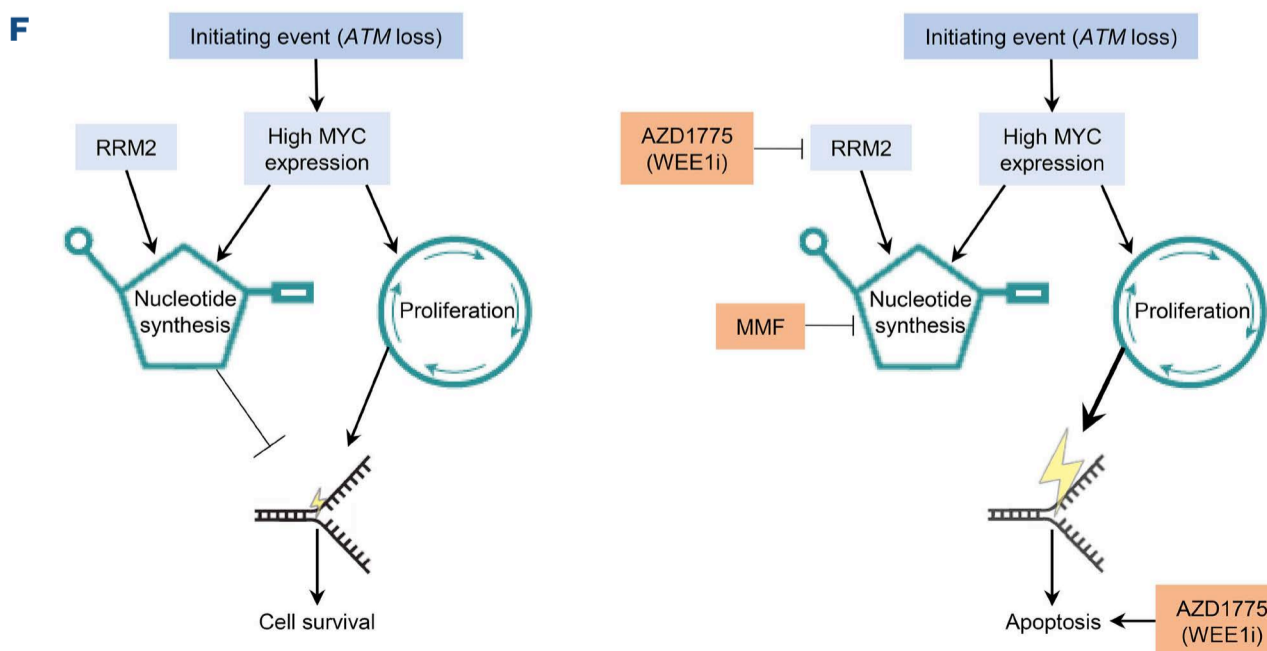 F
Initiating event (ATM loss)
RRM2
High MYC
expression
Nucleotide
synthesis
Proliferation
Cell survival
Initiating event (ATM loss)
AZD1775
(WEE1i)
RRM2
High MYC
expression
MMF
Nucleotide
synthesis
Proliferation
Apoptosis
AZD1775
(WEE1i)